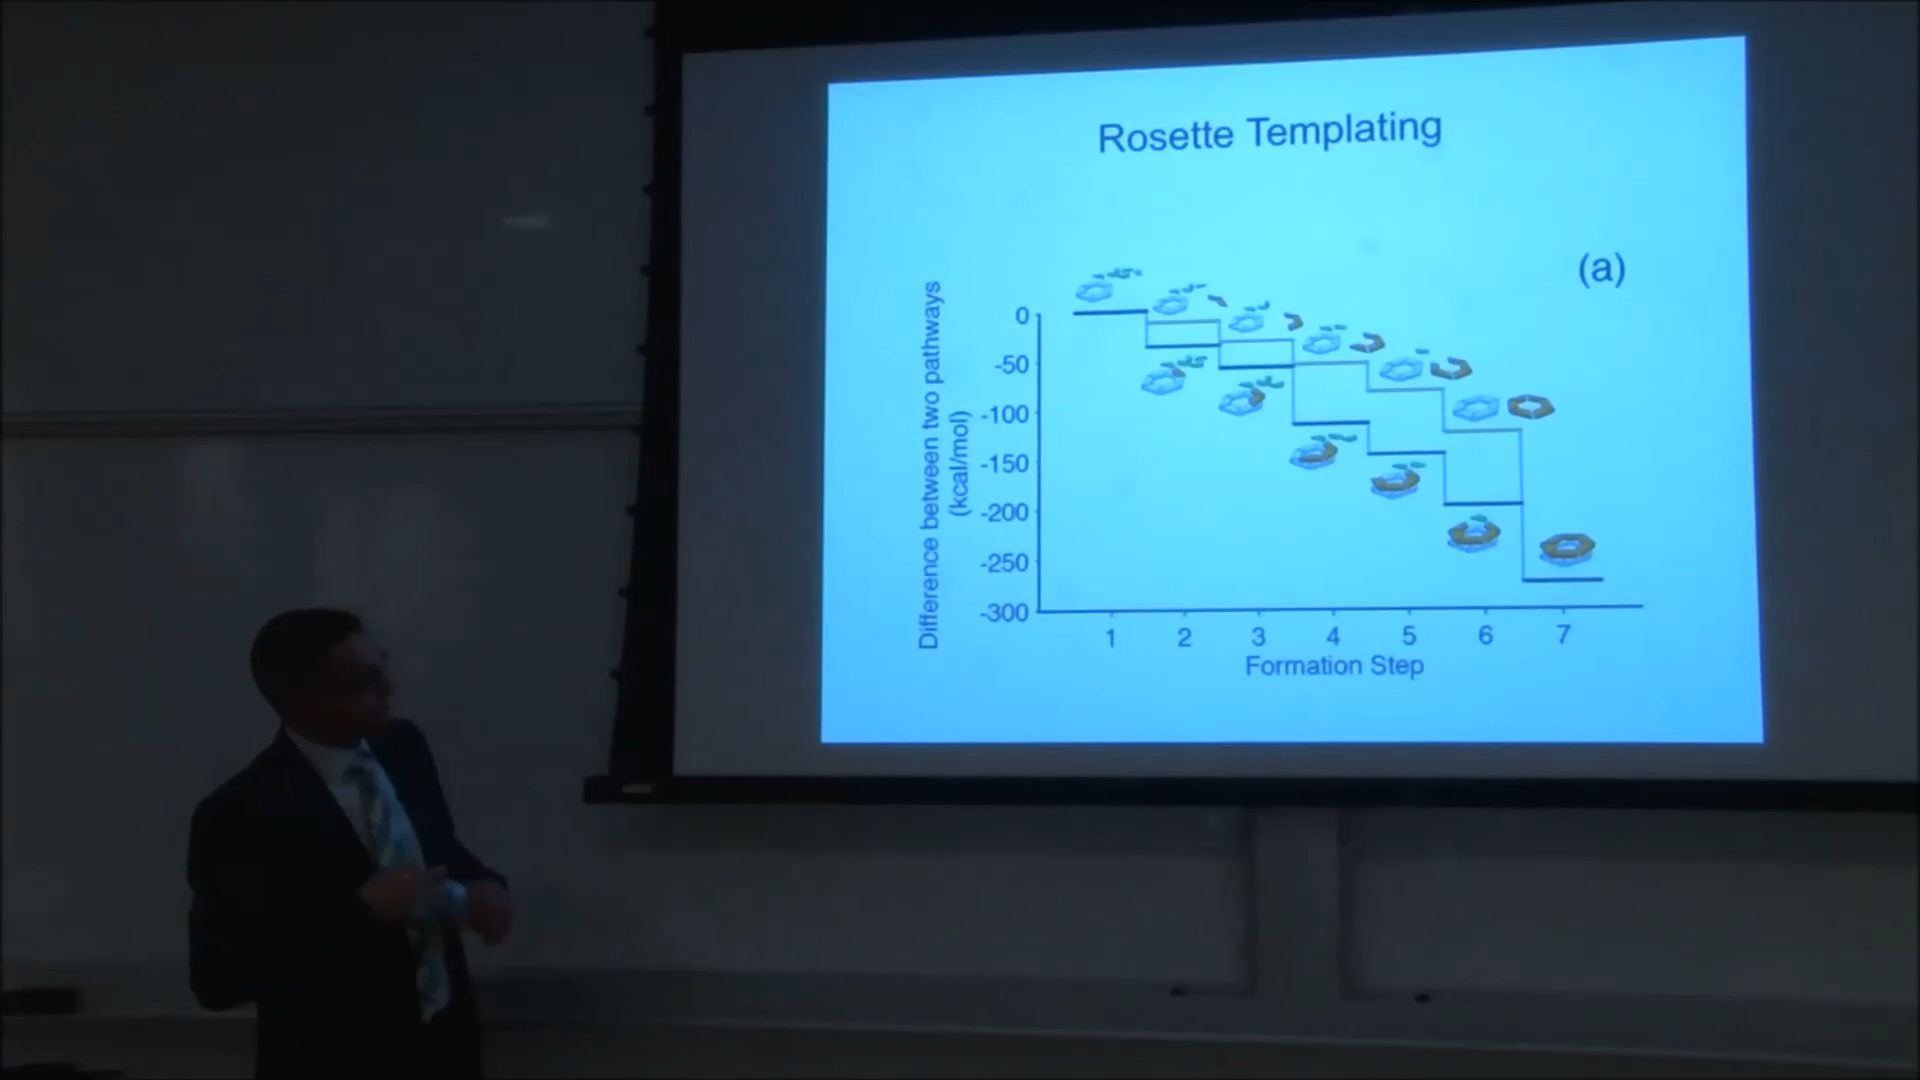 Rosette Templating
(a)
Difference between two pathways
(kcal/mol)
0
-50
-100
-150
-200
-250
-300
1 2 3 4 5 6 7
Formation Step